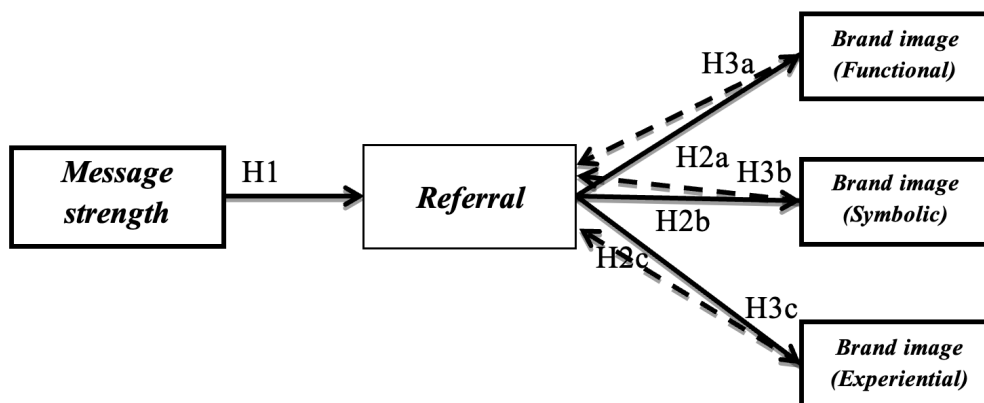 Brand image
(Functional)
H3a
Message
strength
H1
Referral
H2a
H3b
Brand image
(Symbolic)
H2b
H2c
H3c
Brand image
(Experiential)